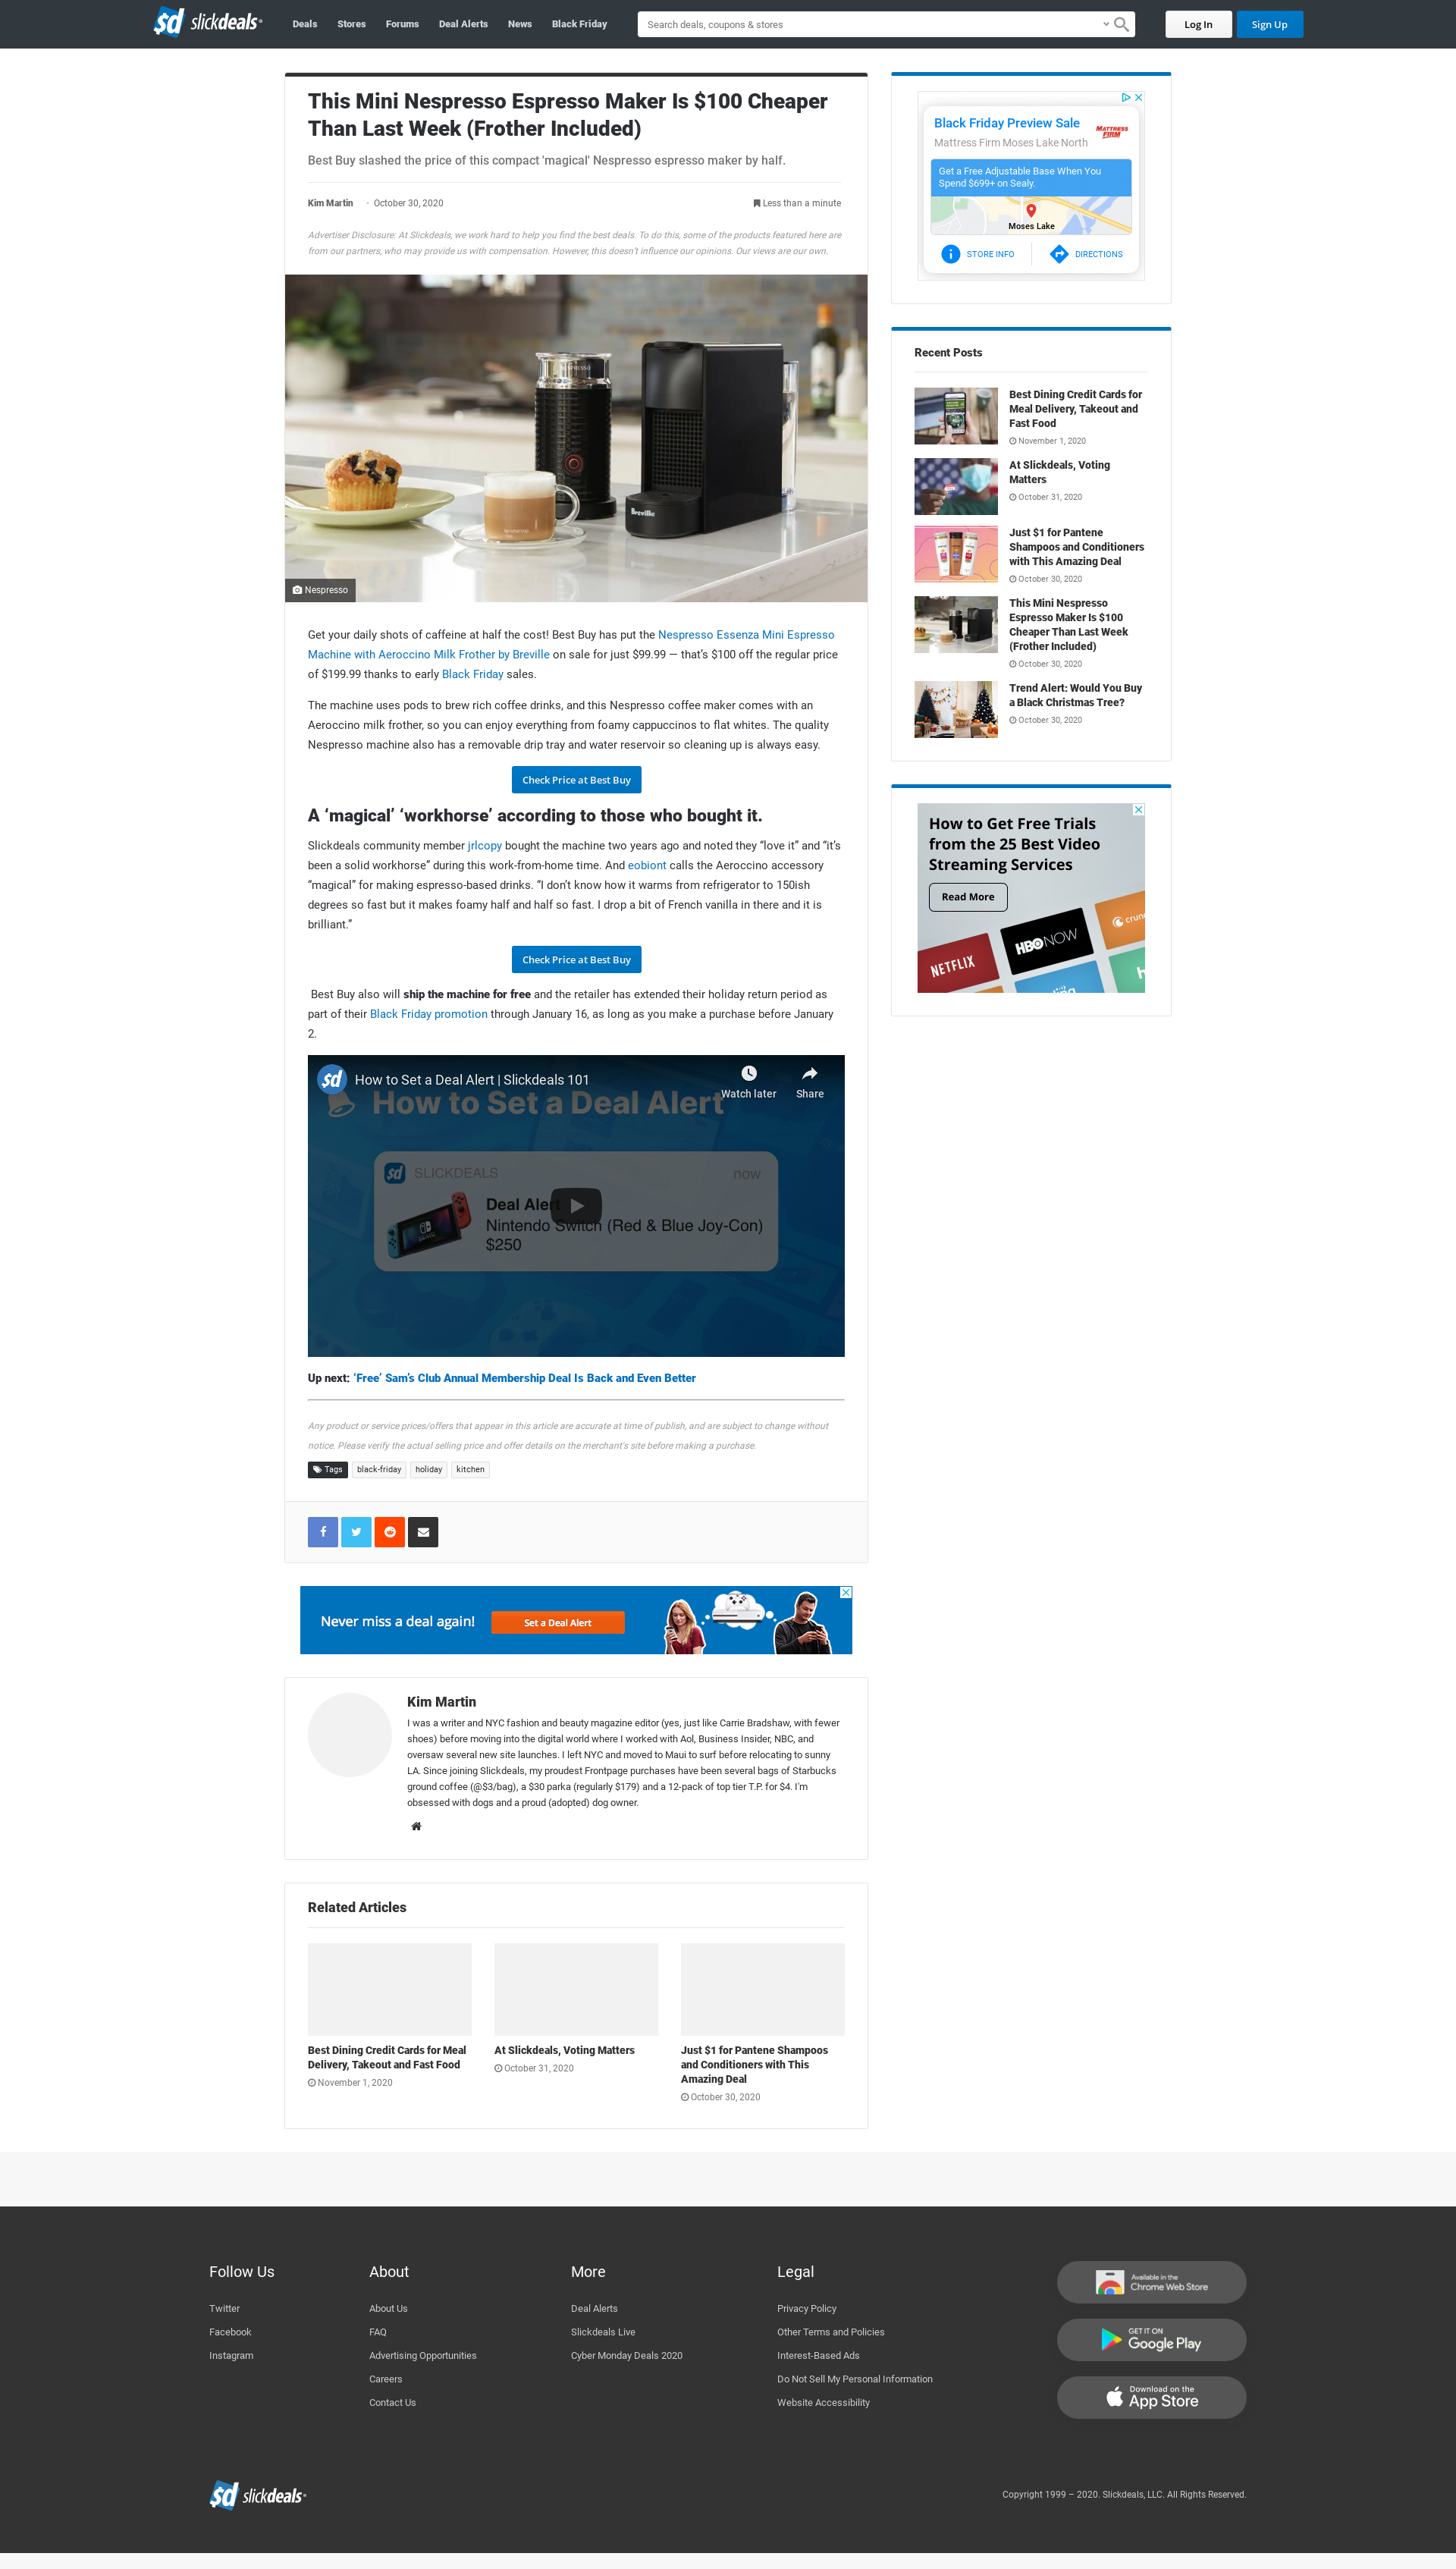 sd slickdeals
Deals
Stores
Forums
Deal Alerts
News
Black Friday
Search deals, coupons & stores
Log In
Sign Up
This Mini Nespresso Espresso Maker Is $100 Cheaper
Than Last Week (Frother Included)
Best Buy slashed the price of this compact 'magical' Nespresso espresso maker by half.
Kim Martin · October 30, 2020
Less than a minute
Advertiser Disclosure: At Slickdeals, we work hard to help you find the best deals. To do this, some of the products featured here are
from our partners, who may provide us with compensation. However, this doesn’t influence our opinions. Our views are our own.
NESPRESSO
Breville
Nespresso
Get your daily shots of caffeine at half the cost! Best Buy has put the Nespresso Essenza Mini Espresso
Machine with Aeroccino Milk Frother by Breville on sale for just $99.99 — that’s $100 off the regular price
of $199.99 thanks to early Black Friday sales.
The machine uses pods to brew rich coffee drinks, and this Nespresso coffee maker comes with an
Aeroccino milk frother, so you can enjoy everything from foamy cappuccinos to flat whites. The quality
Nespresso machine also has a removable drip tray and water reservoir so cleaning up is always easy.
Check Price at Best Buy
A ‘magical’ ‘workhorse’ according to those who bought it.
Slickdeals community member jrlcopy bought the machine two years ago and noted they “love it” and “it’s
been a solid workhorse” during this work-from-home time. And eobiont calls the Aeroccino accessory
“magical” for making espresso-based drinks. “I don’t know how it warms from refrigerator to 150ish
degrees so fast but it makes foamy half and half so fast. I drop a bit of French vanilla in there and it is
brilliant.”
Check Price at Best Buy
Best Buy also will ship the machine for free and the retailer has extended their holiday return period as
part of their Black Friday promotion through January 16, as long as you make a purchase before January
2.
sd
How to Set a Deal Alert | Slickdeals 101
Watch later
Share
How to Set a Deal Alert
sd SLICKDEALS
now
Deal Alert
Nintendo Switch (Red & Blue Joy-Con)
$250
Up next: ‘Free’ Sam’s Club Annual Membership Deal Is Back and Even Better
Any product or service prices/offers that appear in this article are accurate at time of publish, and are subject to change without
notice. Please verify the actual selling price and offer details on the merchant's site before making a purchase.
Tags
black-friday
holiday
kitchen
Never miss a deal again!
Set a Deal Alert
Kim Martin
I was a writer and NYC fashion and beauty magazine editor (yes, just like Carrie Bradshaw, with fewer
shoes) before moving into the digital world where I worked with Aol, Business Insider, NBC, and
oversaw several new site launches. I left NYC and moved to Maui to surf before relocating to sunny
LA. Since joining Slickdeals, my proudest Frontpage purchases have been several bags of Starbucks
ground coffee (@$3/bag), a $30 parka (regularly $179) and a 12-pack of top tier T.P. for $4. I'm
obsessed with dogs and a proud (adopted) dog owner.
Related Articles
Best Dining Credit Cards for Meal
Delivery, Takeout and Fast Food
November 1, 2020
At Slickdeals, Voting Matters
October 31, 2020
Just $1 for Pantene Shampoos
and Conditioners with This
Amazing Deal
October 30, 2020
Black Friday Preview Sale
Mattress Firm Moses Lake North
MATTRESS
FIRM
Get a Free Adjustable Base When You
Spend $699+ on Sealy.
Moses Lake
STORE INFO
DIRECTIONS
Recent Posts
Best Dining Credit Cards for
Meal Delivery, Takeout and
Fast Food
November 1, 2020
At Slickdeals, Voting
Matters
October 31, 2020
Just $1 for Pantene
Shampoos and Conditioners
with This Amazing Deal
October 30, 2020
This Mini Nespresso
Espresso Maker Is $100
Cheaper Than Last Week
(Frother Included)
October 30, 2020
Trend Alert: Would You Buy
a Black Christmas Tree?
October 30, 2020
How to Get Free Trials
from the 25 Best Video
Streaming Services
Read More
NETFLIX
HBO NOW
crunc
h
ling
Follow Us
Twitter
Facebook
Instagram
About
About Us
FAQ
Advertising Opportunities
Careers
Contact Us
More
Deal Alerts
Slickdeals Live
Cyber Monday Deals 2020
Legal
Privacy Policy
Other Terms and Policies
Interest-Based Ads
Do Not Sell My Personal Information
Website Accessibility
Available in the
Chrome Web Store
GET IT ON
Google Play
Download on the
App Store
sd slickdeals
Copyright 1999 – 2020. Slickdeals, LLC. All Rights Reserved.